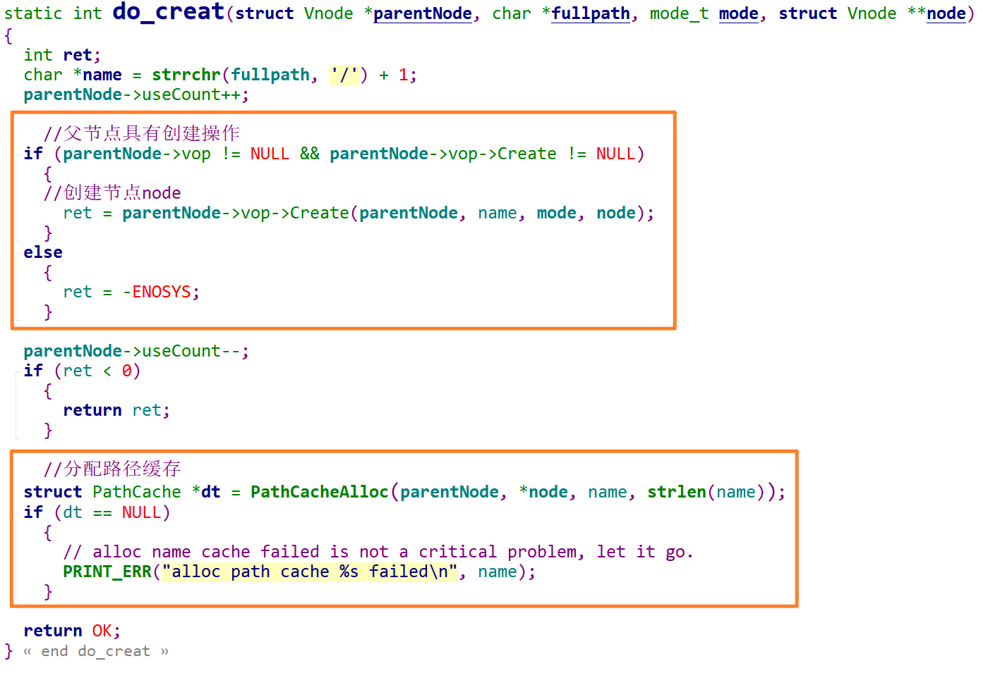 static int do_creat(struct Vnode *parentNode, char *fullpath, mode_t mode, struct Vnode **node)
{
int ret;
char *name = strrchr(fullpath, '/') + 1;
parentNode->useCount++;
//父节点具有创建操作
if (parentNode->vop != NULL && parentNode->vop->Create != NULL)
{
//创建节点node
ret = parentNode->vop->Create(parentNode, name, mode, node);
}
else
{
ret = -ENOSYS;
}
parentNode->useCount--;
if (ret < 0)
{
return ret;
}
//分配路径缓存
struct PathCache *dt = PathCacheAlloc(parentNode, *node, name, strlen(name));
if (dt == NULL)
{
// alloc name cache failed is not a critical problem, let it go.
PRINT_ERR("alloc path cache %s failed\n", name);
}
return OK;
} « end do_creat »